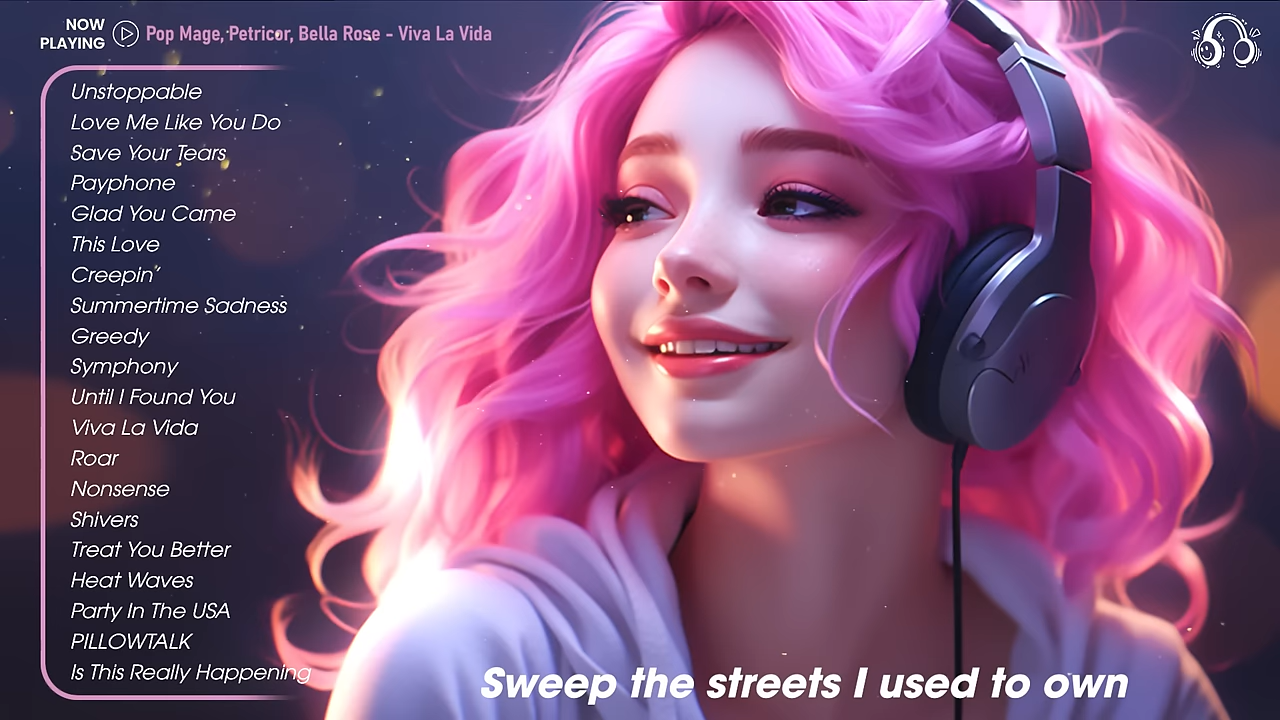 NOW
PLAYING
Pop Mage, Petricor, Bella Rose - Viva La Vida
Unstoppable
Love Me Like You Do
Save Your Tears
Payphone
Glad You Came
This Love
Creepin'
Summertime Sadness
Greedy
Symphony
Until I Found You
Viva La Vida
Roar
Nonsense
Shivers
Treat You Better
Heat Waves
Party In The USA
PILLOWTALK
Is This Really Happening
Sweep the streets I used to own